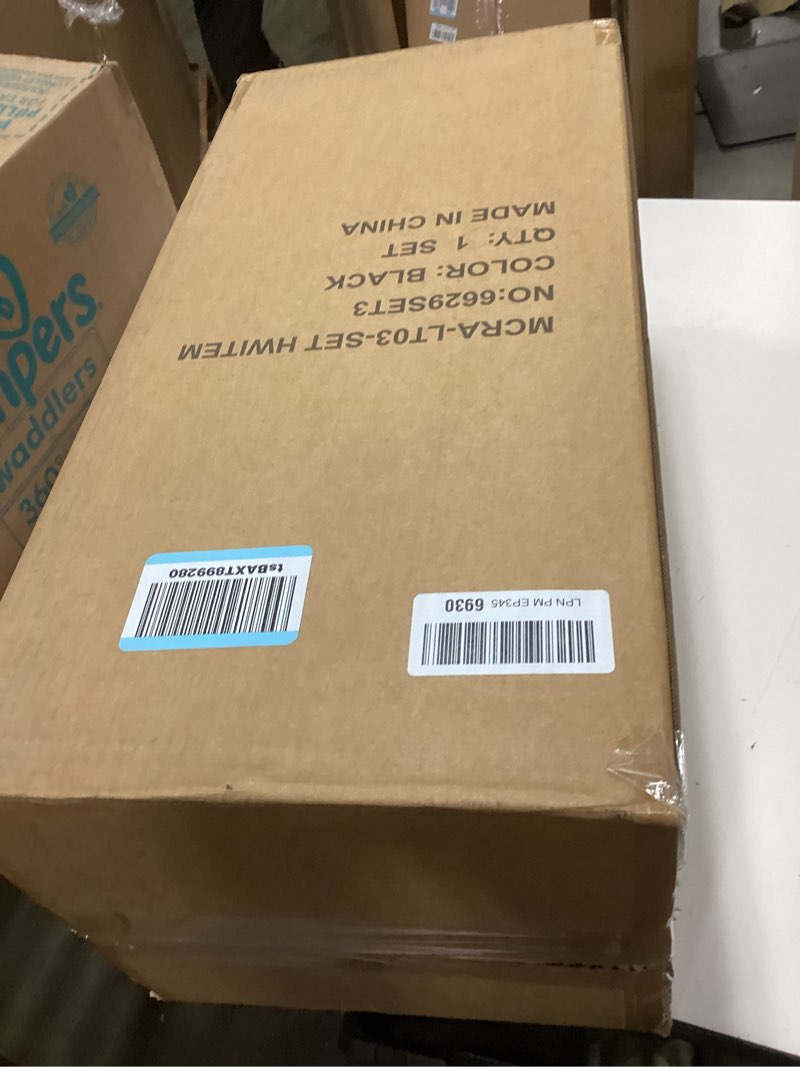 MCRA-LT03-SET HWITEM
NO:6629SET3
COLOR: BLACK
QTY: 1 SET
MADE IN CHINA
LPN PM EP345 6930
tsBAXT8999280
mpers
waddlers
360°